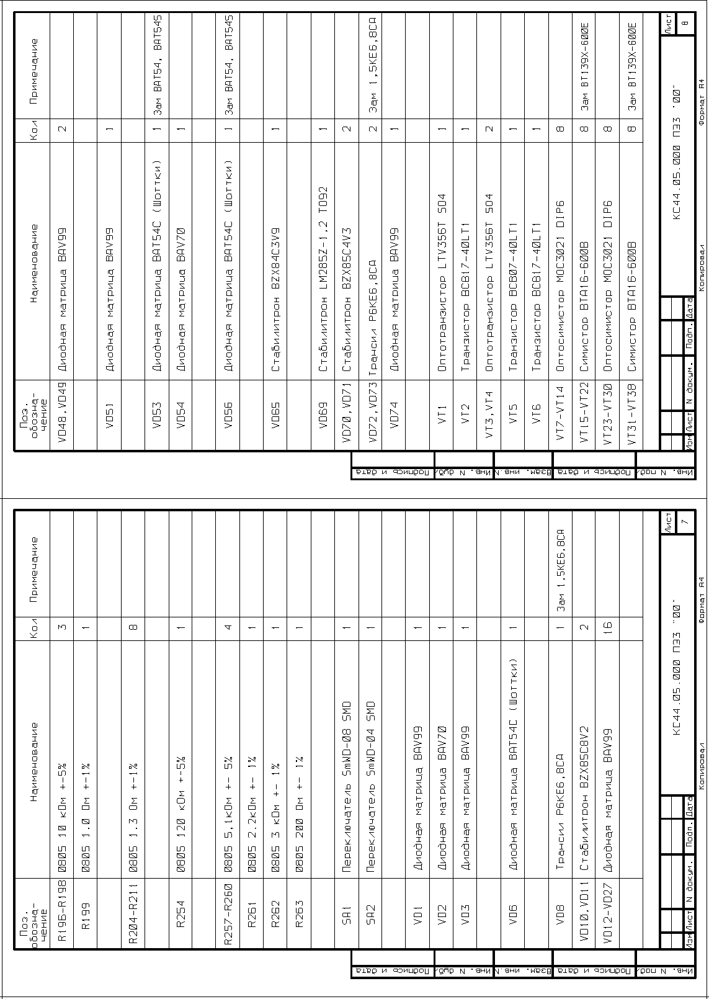 Поз. обозна-чение Наименование Кол Примечание
R196-R198 0805 10 кОм +-5% 3
R199 0805 1.0 Ом +-1% 1
R204-R211 0805 1.3 Ом +-1% 8
R254 0805 120 кОм +-5% 1
R257-R260 0805 5,1кОм +- 5% 4
R261 0805 2.2кОм +- 1% 1
R262 0805 3 кОм +- 1% 1
R263 0805 200 Ом +- 1% 1
SA1 Переключатель SmWD-08 SMD 1
SA2 Переключатель SmWD-04 SMD 1
VD1 Диодная матрица BAV99 1
VD2 Диодная матрица BAV70 1
VD3 Диодная матрица BAV99 1
VD6 Диодная матрица BAT54C (Шоттки) 1
VD8 Трансил P6KE6,8CA 1 Зам 1,5KE6,8CA
VD10,VD11 Стабилитрон BZX85C8V2 2
VD12-VD27 Диодная матрица BAV99 16
Изм Лист N докум. Подп. Дата
КС44.05.000 ПЭ3 "00"
Лист
7
Инв. N подл Подпись и дата Взам. инв.N Инв. N дубл Подпись и дата
Копировал Формат А4
Поз. обозна-чение Наименование Кол Примечание
VD48,VD49 Диодная матрица BAV99 2
VD51 Диодная матрица BAV99 1
VD53 Диодная матрица BAT54C (Шоттки) 1 Зам BAT54, BAT54S
VD54 Диодная матрица BAV70 1
VD56 Диодная матрица BAT54C (Шоттки) 1 Зам BAT54, BAT54S
VD65 Стабилитрон BZX84C3V9 1
VD69 Стабилитрон LM285Z-1,2 TO92 1
VD70,VD71 Стабилитрон BZX85C4V3 2
VD72,VD73 Трансил P6KE6,8CA 2 Зам 1,5KE6,8CA
VD74 Диодная матрица BAV99 1
VT1 Оптотранзистор LTV356T SO4 1
VT2 Транзистор BC817-40LT1 1
VT3,VT4 Оптотранзистор LTV356T SO4 2
VT5 Транзистор BC807-40LT1 1
VT6 Транзистор BC817-40LT1 1
VT7-VT14 Оптосимистор MOC3021 DIP6 8
VT15-VT22 Симистор BTA16-600B 8 Зам BT139X-600E
VT23-VT30 Оптосимистор MOC3021 DIP6 8
VT31-VT38 Симистор BTA16-600B 8 Зам BT139X-600E
Изм Лист N докум. Подп. Дата
КС44.05.000 ПЭ3 "00"
Лист
8
Инв. N подл Подпись и дата Взам. инв.N Инв. N дубл Подпись и дата
Копировал Формат А4